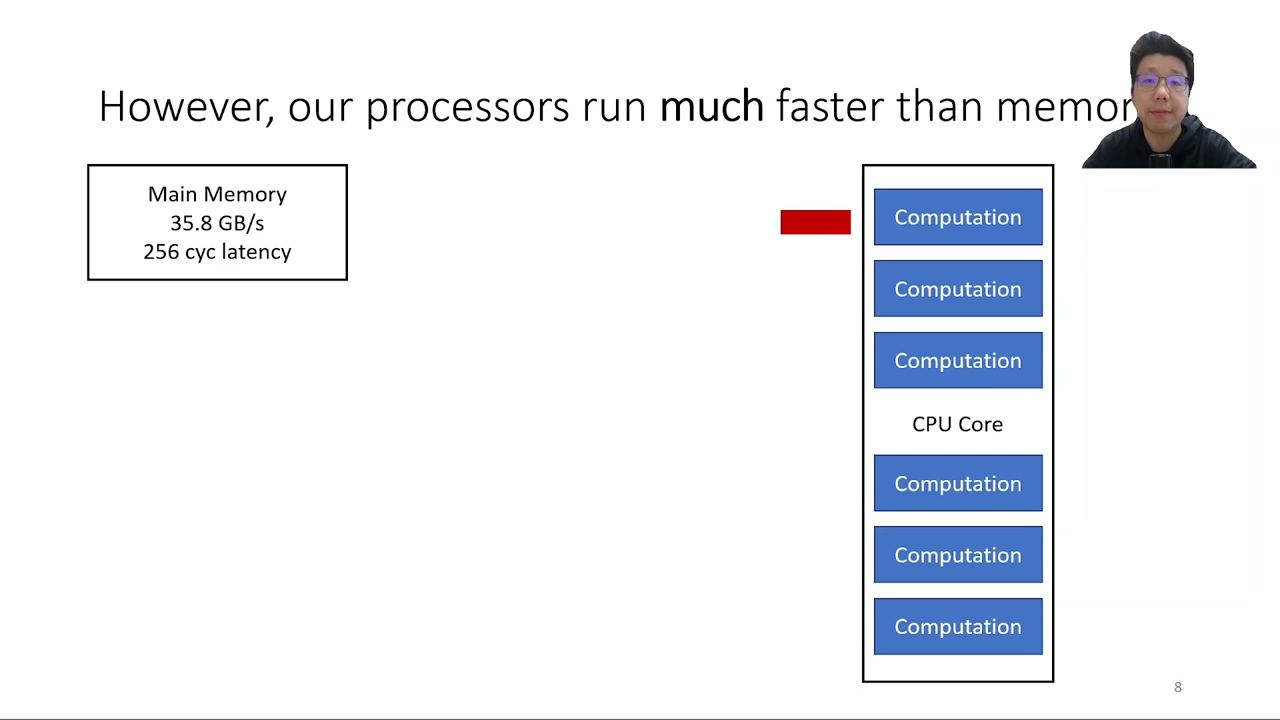 However, our processors run much faster than memor
Main Memory
35.8 GB/s
256 cyc latency
Computation
Computation
Computation
CPU Core
Computation
Computation
Computation
8